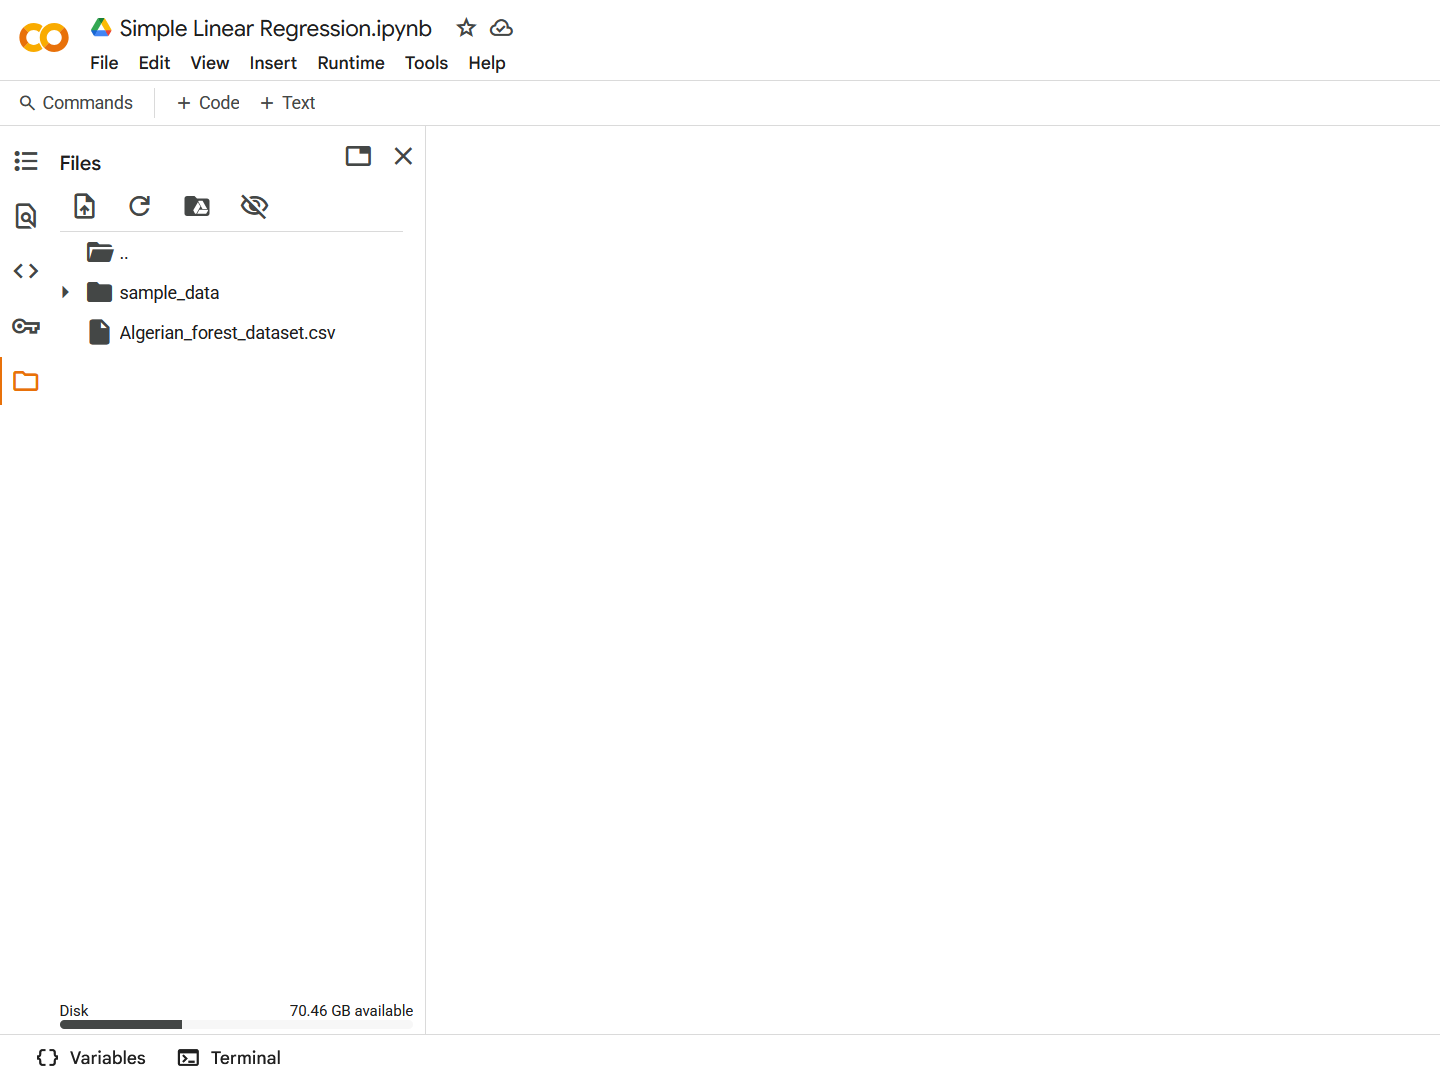 Simple Linear Regression.ipynb
File Edit View Insert Runtime Tools Help
Commands + Code + Text
Files
..
sample_data
Algerian_forest_dataset.csv
Disk 70.46 GB available
Variables Terminal